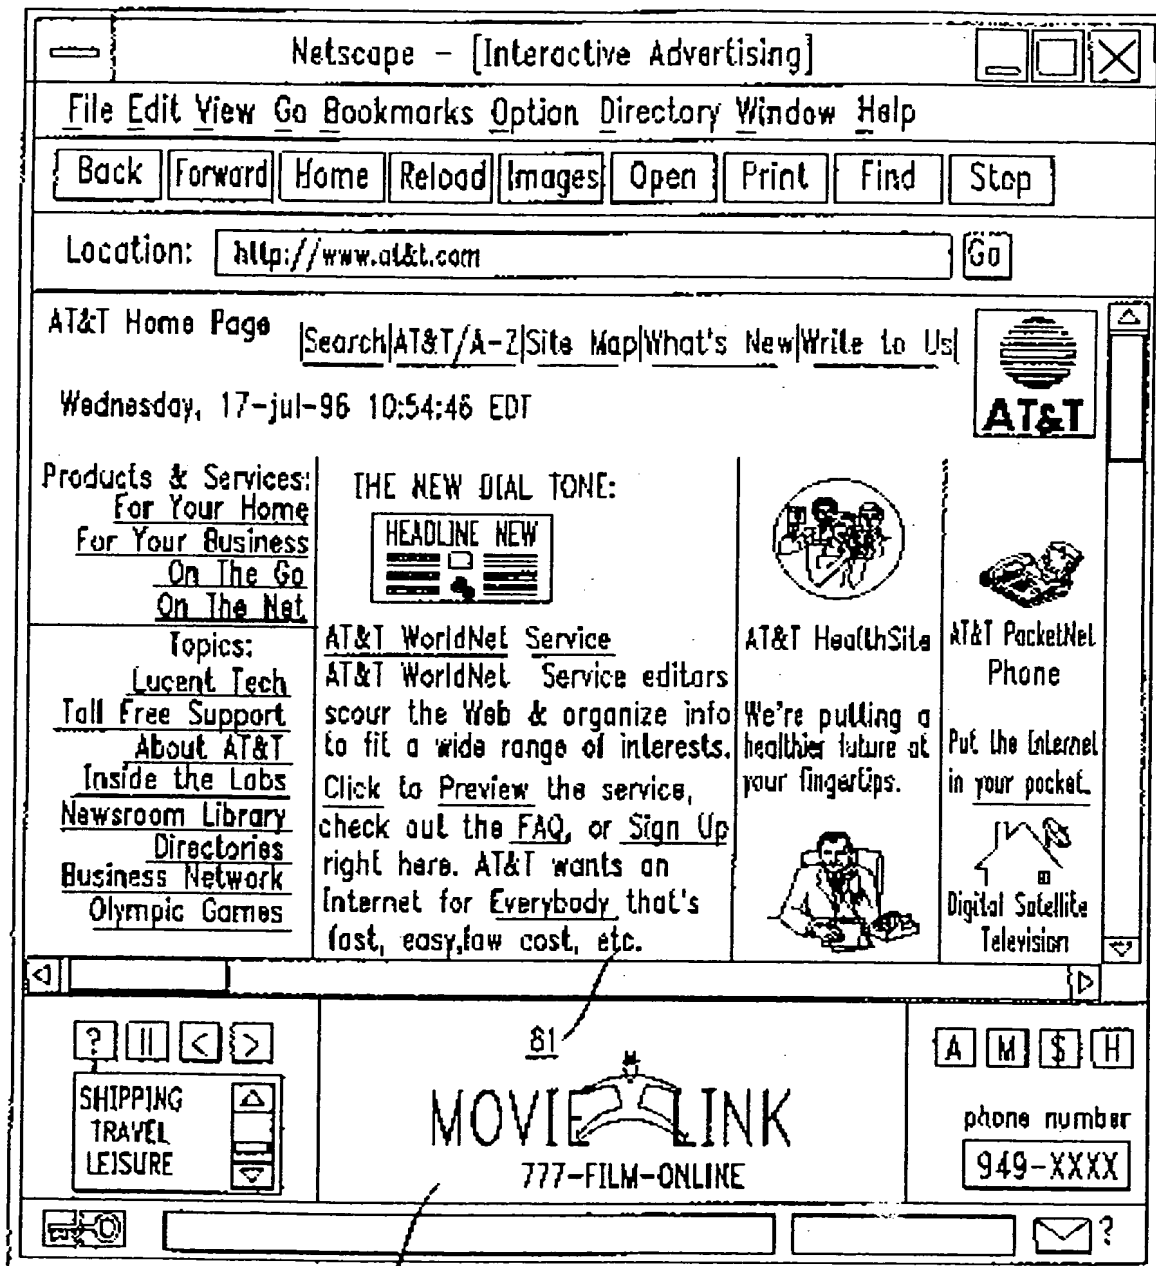 Netscape - [Interactive Advertising]
File Edit View Go Bookmarks Option Directory Window Help
Back Forward Home Reload Images Open Print Find Stop
Location: http://www.at&t.com Go
AT&T Home Page Search|AT&T/A-Z|Site Map|What's New|Write to Us|
AT&T
Wednesday, 17-jul-96 10:54:46 EDT
Products & Services:
For Your Home
For Your Business
On The Go
On The Net
Topics:
Lucent Tech
Toll Free Support
About AT&T
Inside the Labs
Newsroom Library
Directories
Business Network
Olympic Games
THE NEW DIAL TONE:
HEADLINE NEW
AT&T WorldNet Service
AT&T WorldNet Service editors
scour the Web & organize info
to fit a wide range of interests.
Click to Preview the service,
check out the FAQ, or Sign Up
right here. AT&T wants an
Internet for Everybody that's
fast, easy,low cost, etc.
AT&T HealthSite
We're putting a
healthier future at
your fingertips.
AT&T PacketNet
Phone
Put the Internet
in your pocket.
Digital Satellite
Television
? || < >
SHIPPING
TRAVEL
LEISURE
81
MOVIE LINK
777-FILM-ONLINE
A M $ H
phone number
949-XXXX
?